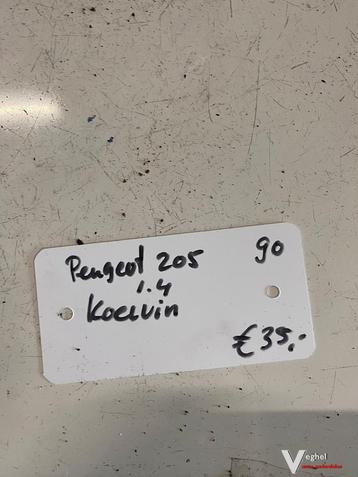 Peugeot 205 90
1.4
Koelvin
€ 35,-
Veghel